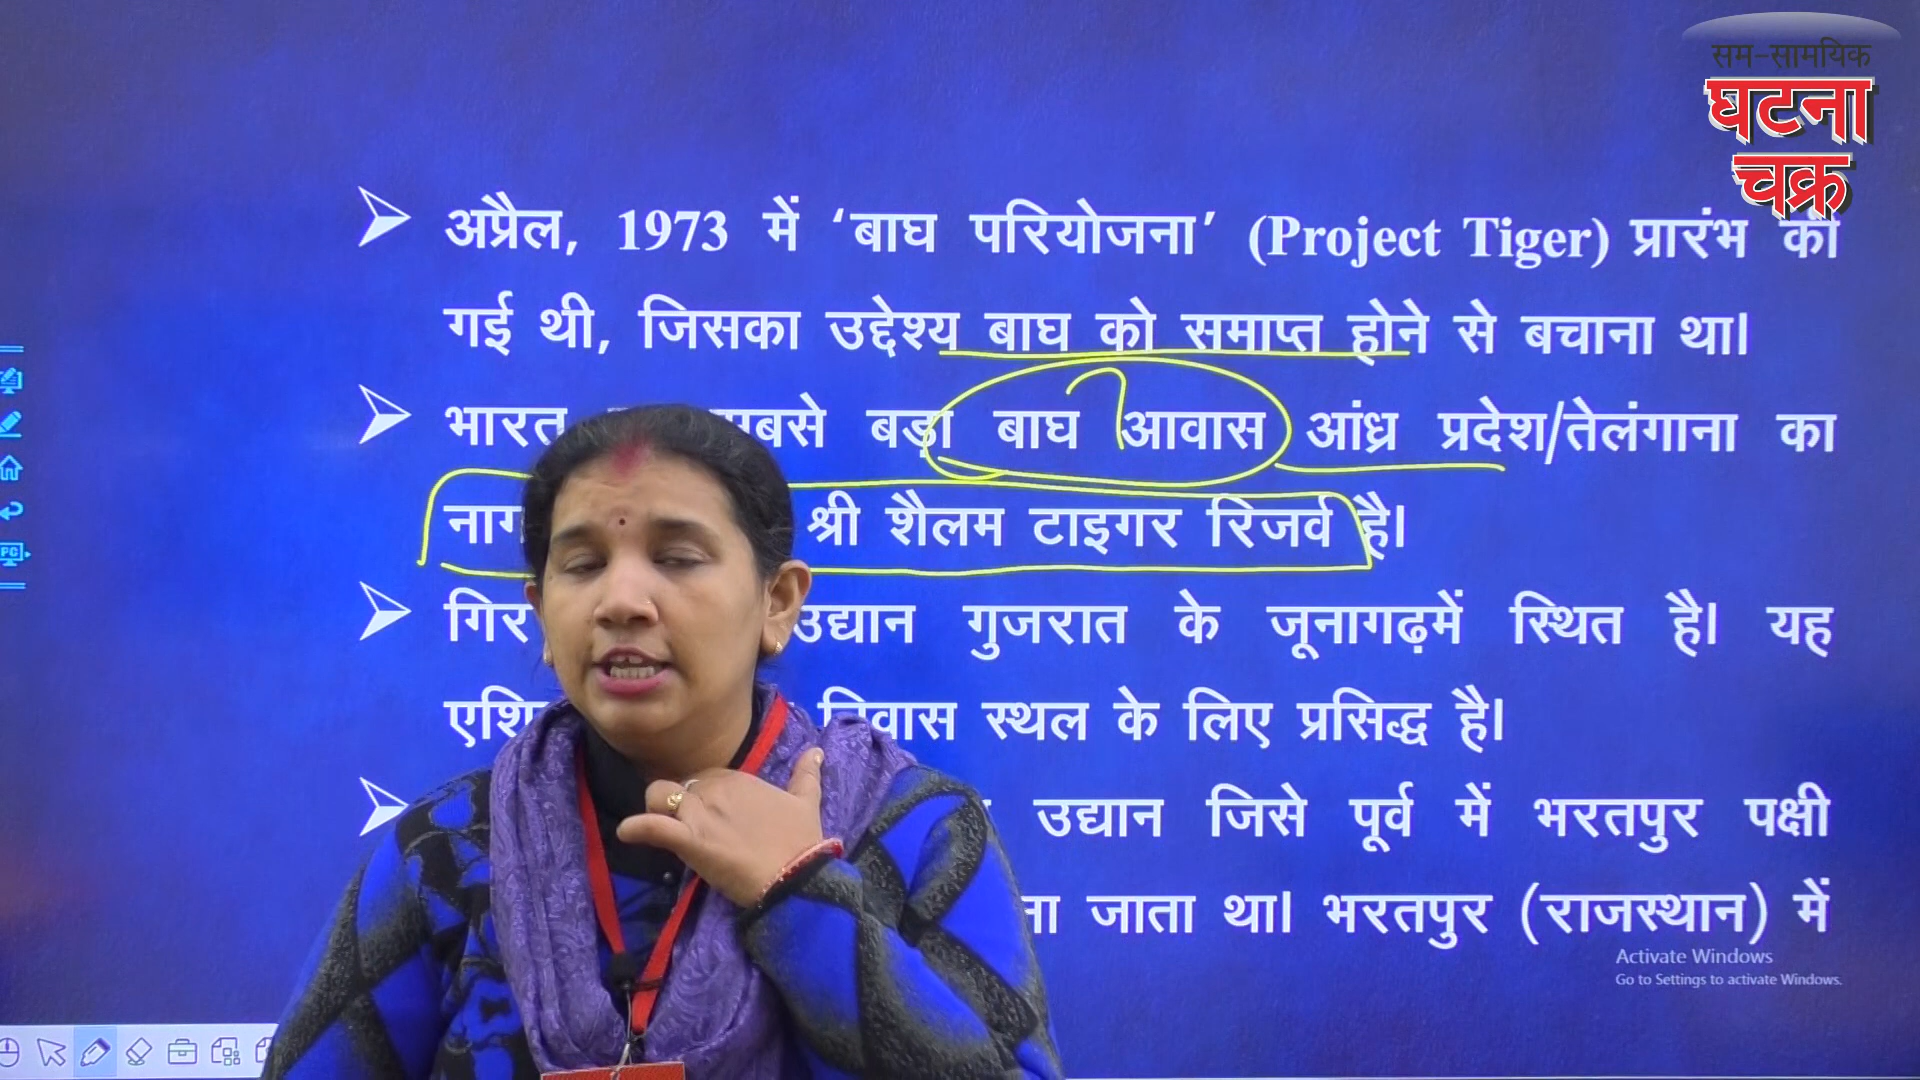 सम-सामयिक
घटना
चक्र
अप्रैल, 1973 में ‘बाघ परियोजना’ (Project Tiger) प्रारंभ की
गई थी, जिसका उद्देश्य बाघ को समाप्त होने से बचाना था।
भारत सबसे बड़ा बाघ आवास आंध्र प्रदेश/तेलंगाना का
श्री शैलम टाइगर रिजर्व है।
गिर उद्यान गुजरात के जूनागढ़में स्थित है। यह
निवास स्थल के लिए प्रसिद्ध है।
उद्यान जिसे पूर्व में भरतपुर पक्षी
जाता था। भरतपुर (राजस्थान) में
Activate Windows
Go to Settings to activate Windows.